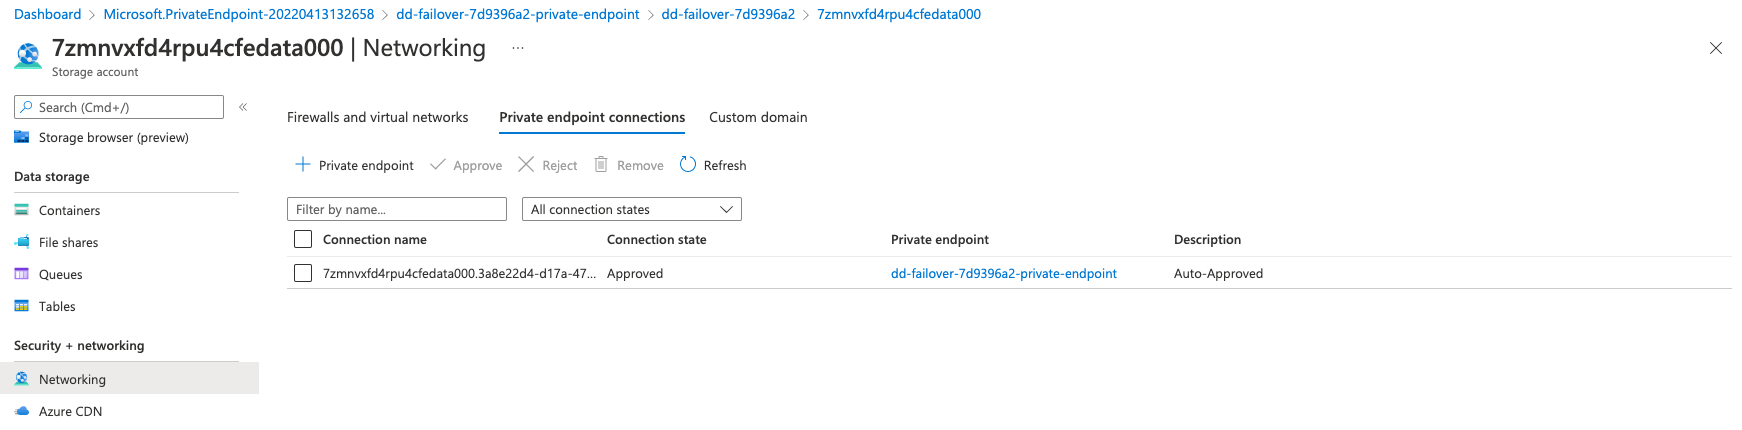 Dashboard > Microsoft.PrivateEndpoint-20220413132658 > dd-failover-7d9396a2-private-endpoint > dd-failover-7d9396a2 > 7zmnvxfd4rpu4cfedata000
7zmnvxfd4rpu4cfedata000 | Networking ...
Storage account
Search (Cmd+/) «
Storage browser (preview)
Data storage
Containers
File shares
Queues
Tables
Security + networking
Networking
Azure CDN
Firewalls and virtual networks Private endpoint connections Custom domain
Private endpoint Approve Reject Remove Refresh
Filter by name... All connection states
Connection name Connection state Private endpoint Description
7zmnvxfd4rpu4cfedata000.3a8e22d4-d17a-47... Approved dd-failover-7d9396a2-private-endpoint Auto-Approved